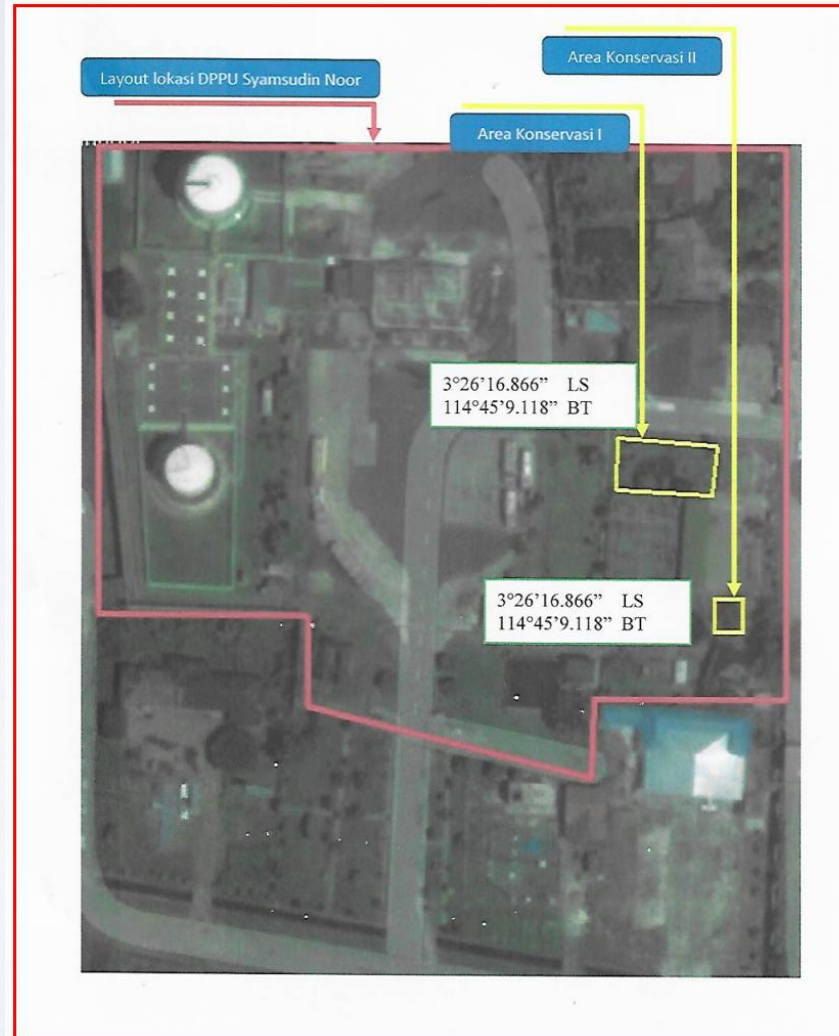 Area Konservasi II
Layout lokasi DPPU Syamsudin Noor
Area Konservasi I
3°26’16.866” LS
114°45’9.118” BT
3°26’16.866” LS
114°45’9.118” BT